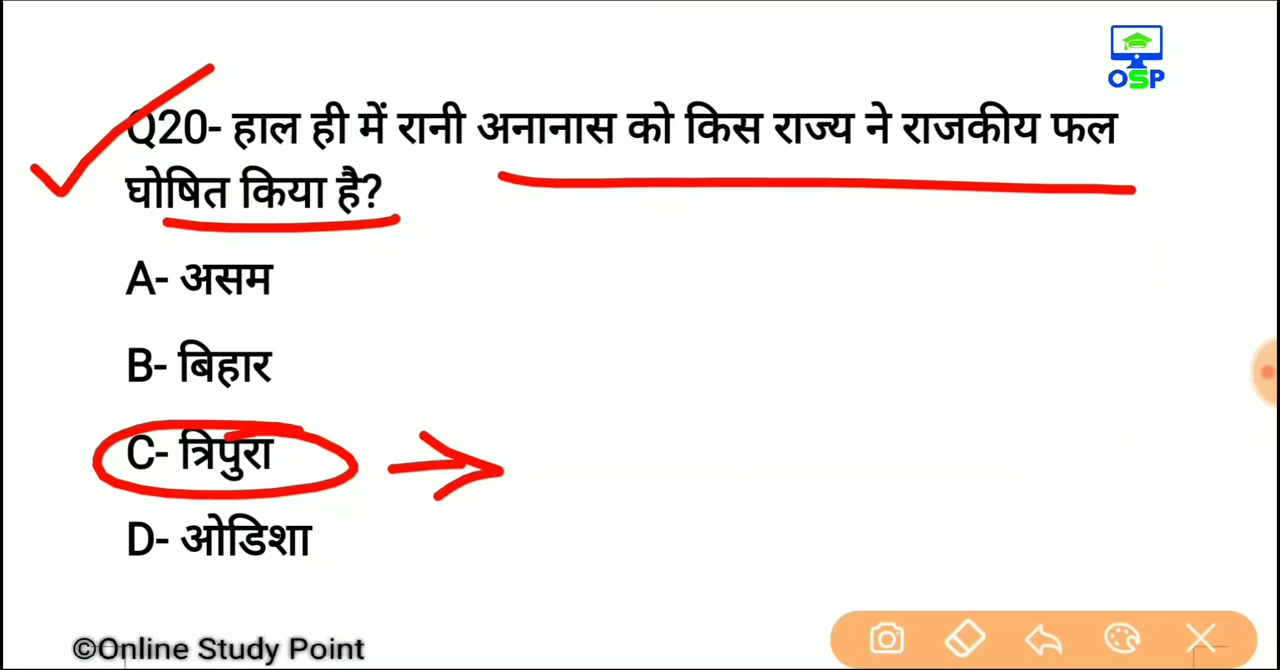 OSP
Q20- हाल ही में रानी अनानास को किस राज्य ने राजकीय फल
घोषित किया है?
A- असम
B- बिहार
C- त्रिपुरा
D- ओडिशा
©Online Study Point